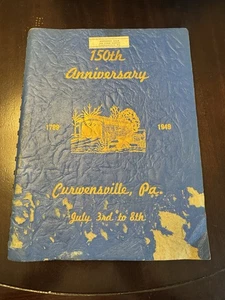 150th
Anniversary
1799 1949
Curwensville, Pa.
July 3rd to 8th